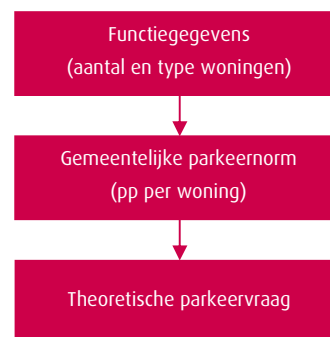 Functiegegevens
(aantal en type woningen)
Gemeentelijke parkeernorm
(pp per woning)
Theoretische parkeervraag